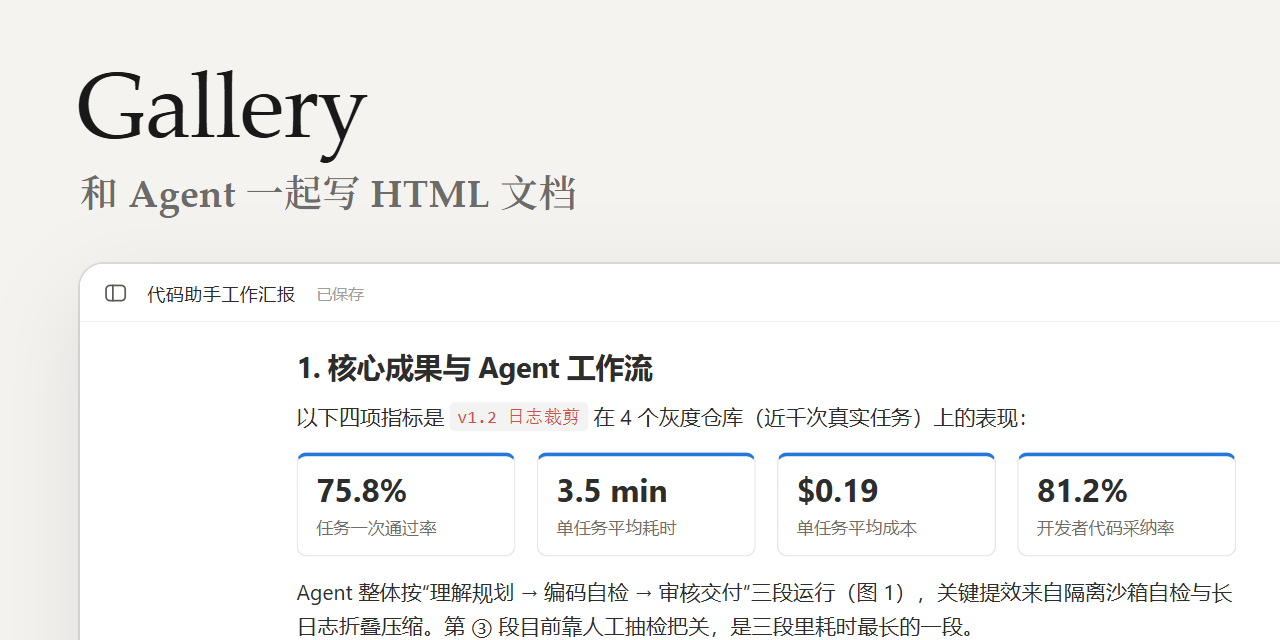 Gallery
和 Agent 一起写 HTML 文档
代码助手工作汇报 已保存
1. 核心成果与 Agent 工作流
以下四项指标是 v1.2 日志裁剪 在 4 个灰度仓库（近千次真实任务）上的表现：
75.8% 3.5 min $0.19 81.2%
任务一次通过率 单任务平均耗时 单任务平均成本 开发者代码采纳率
Agent 整体按“理解规划 → 编码自检 → 审核交付”三段运行（图 1），关键提效来自隔离沙箱自检与长
日志折叠压缩。第 ③ 段目前靠人工抽检把关，是三段里耗时最长的一段。